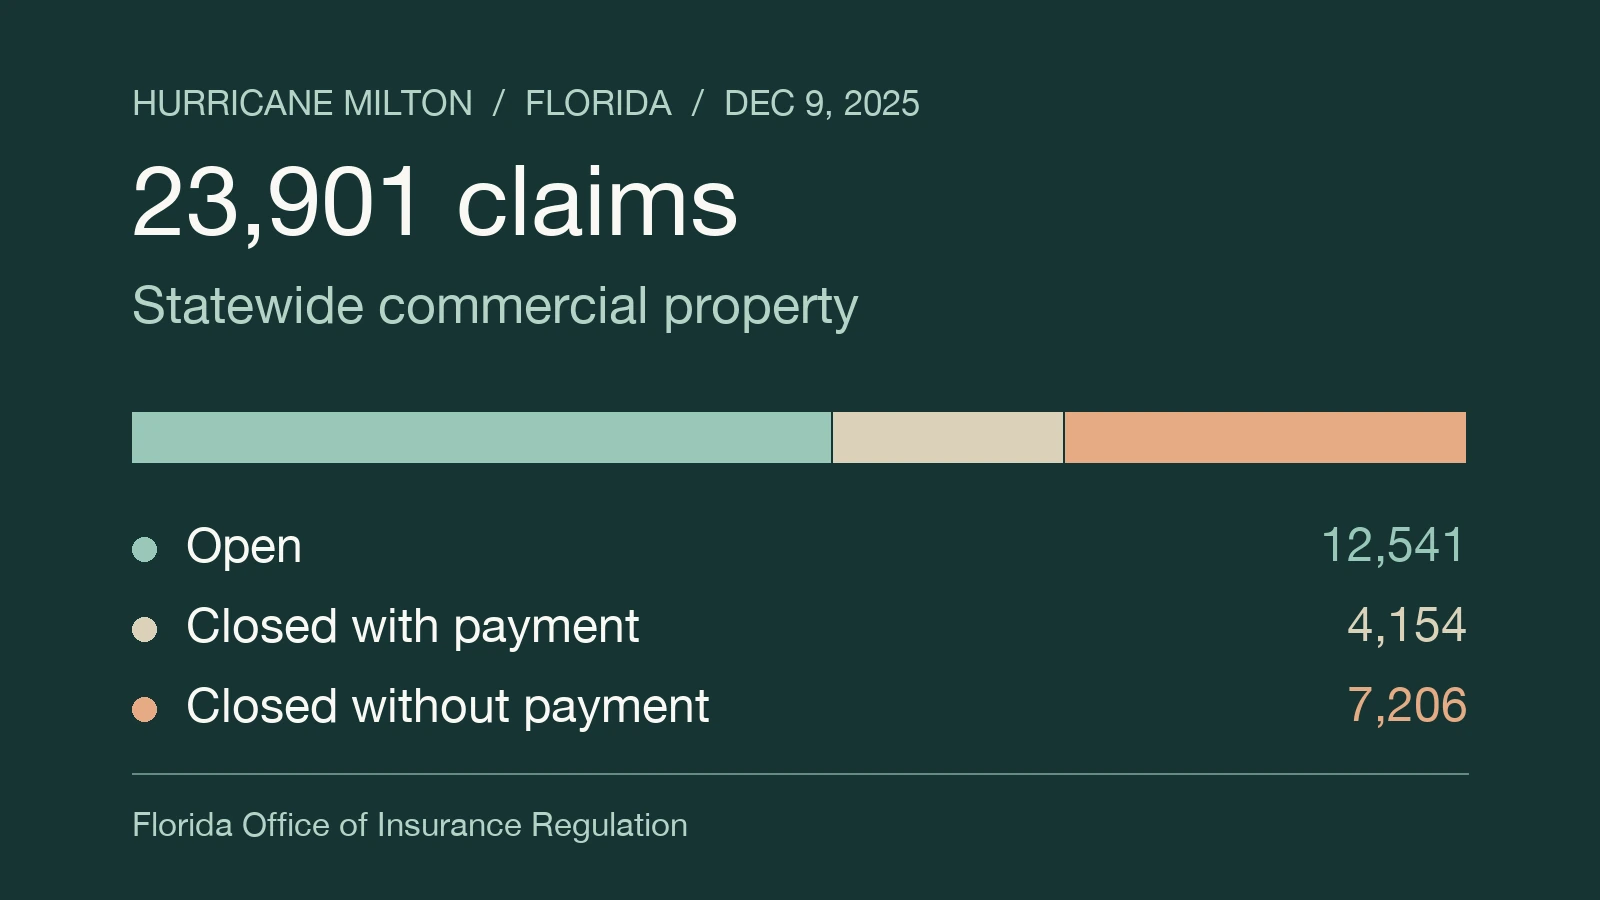 HURRICANE MILTON / FLORIDA / DEC 9, 2025
23,901 claims
Statewide commercial property
Open 12,541
Closed with payment 4,154
Closed without payment 7,206
Florida Office of Insurance Regulation